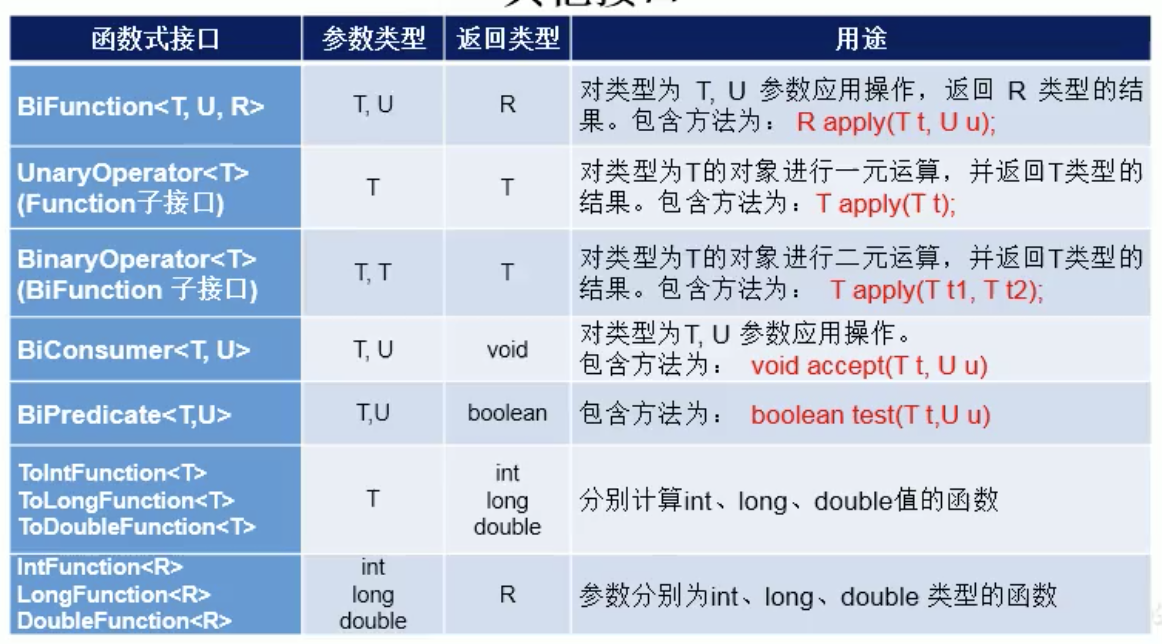 函数式接口 参数类型 返回类型 用途
BiFunction<T, U, R> T, U R 对类型为 T, U 参数应用操作，返回 R 类型的结
果。包含方法为： R apply(T t, U u);
UnaryOperator<T>
(Function子接口) T T 对类型为T的对象进行一元运算，并返回T类型的
结果。包含方法为：T apply(T t);
BinaryOperator<T>
(BiFunction 子接口) T, T T 对类型为T的对象进行二元运算，并返回T类型的
结果。包含方法为： T apply(T t1, T t2);
BiConsumer<T, U> T, U void 对类型为T, U 参数应用操作。
包含方法为： void accept(T t, U u)
BiPredicate<T,U> T,U boolean 包含方法为： boolean test(T t,U u)
ToIntFunction<T>
ToLongFunction<T>
ToDoubleFunction<T>
T
int
long
double
分别计算int、long、double值的函数
IntFunction<R>
LongFunction<R>
DoubleFunction<R>
int
long
double
R
参数分别为int、long、double 类型的函数